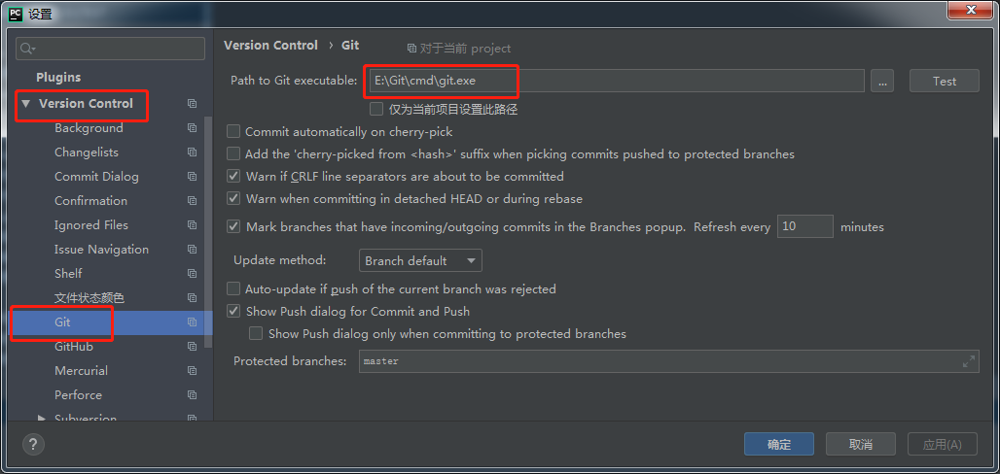 PC 设置
Version Control › Git 对于当前 project
Plugins
Path to Git executable: E:\Git\cmd\git.exe ... Test
Version Control
仅为当前项目设置此路径
Background
Commit automatically on cherry-pick
Changelists
Add the 'cherry-picked from <hash>' suffix when picking commits pushed to protected branches
Commit Dialog
Warn if CRLF line separators are about to be committed
Confirmation
Warn when committing in detached HEAD or during rebase
Ignored Files
Mark branches that have incoming/outgoing commits in the Branches popup. Refresh every 10 minutes
Issue Navigation
Update method: Branch default
Shelf
Auto-update if push of the current branch was rejected
文件状态颜色
Show Push dialog for Commit and Push
Git
Show Push dialog only when committing to protected branches
GitHub
Protected branches: master
Mercurial
Perforce
Subversion
? 确定 取消 应用(A)